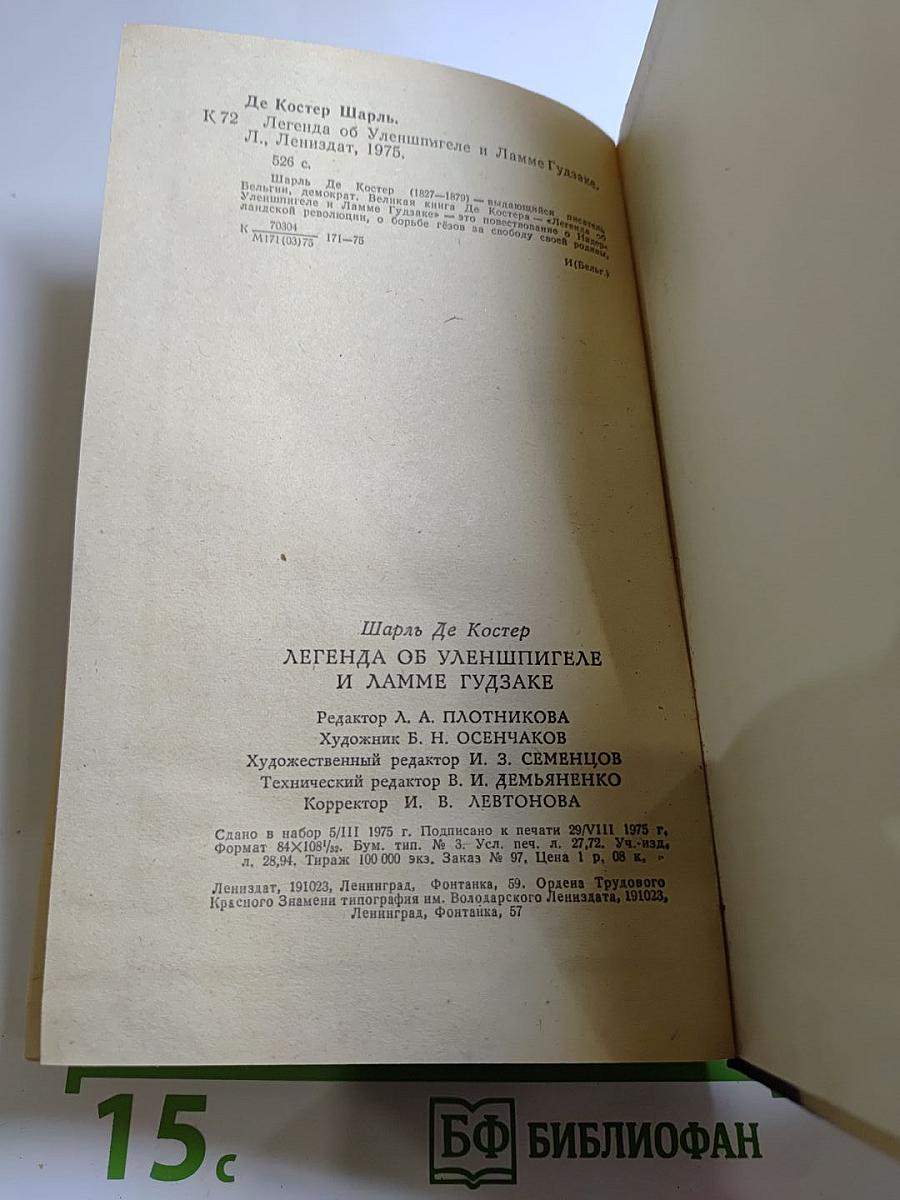 Де Костер Шарль.
К 72 Легенда об Уленшпигеле и Ламме Гудзаке.
Л., Лениздат, 1975.
526 с.
Шарль Де Костер (1827—1879) — выдающийся писатель
Бельгии, демократ. Великая книга Де Костера — «Легенда об
Уленшпигеле и Ламме Гудзаке» — это повествование о Нидер-
ландской революции, о борьбе гёзов за свободу своей родины.
К 70304
М171(03)75 171—75
И(Бельг.)
Шарль Де Костер
ЛЕГЕНДА ОБ УЛЕНШПИГЕЛЕ
И ЛАММЕ ГУДЗАКЕ
Редактор Л. А. ПЛОТНИКОВА
Художник Б. Н. ОСЕНЧАКОВ
Художественный редактор И. З. СЕМЕНЦОВ
Технический редактор В. И. ДЕМЬЯНЕНКО
Корректор И. В. ЛЕВТОНОВА
Сдано в набор 5/III 1975 г. Подписано к печати 29/VIII 1975 г.
Формат 84×108¹/₃₂. Бум. тип. № 3. Усл. печ. л. 27,72. Уч.-изд.
л. 28,94. Тираж 100 000 экз. Заказ № 97. Цена 1 р. 08 к.
Лениздат, 191023, Ленинград, Фонтанка, 59. Ордена Трудового
Красного Знамени типография им. Володарского Лениздата, 191023,
Ленинград, Фонтанка, 57
15 с
БФ БИБЛИОФАН